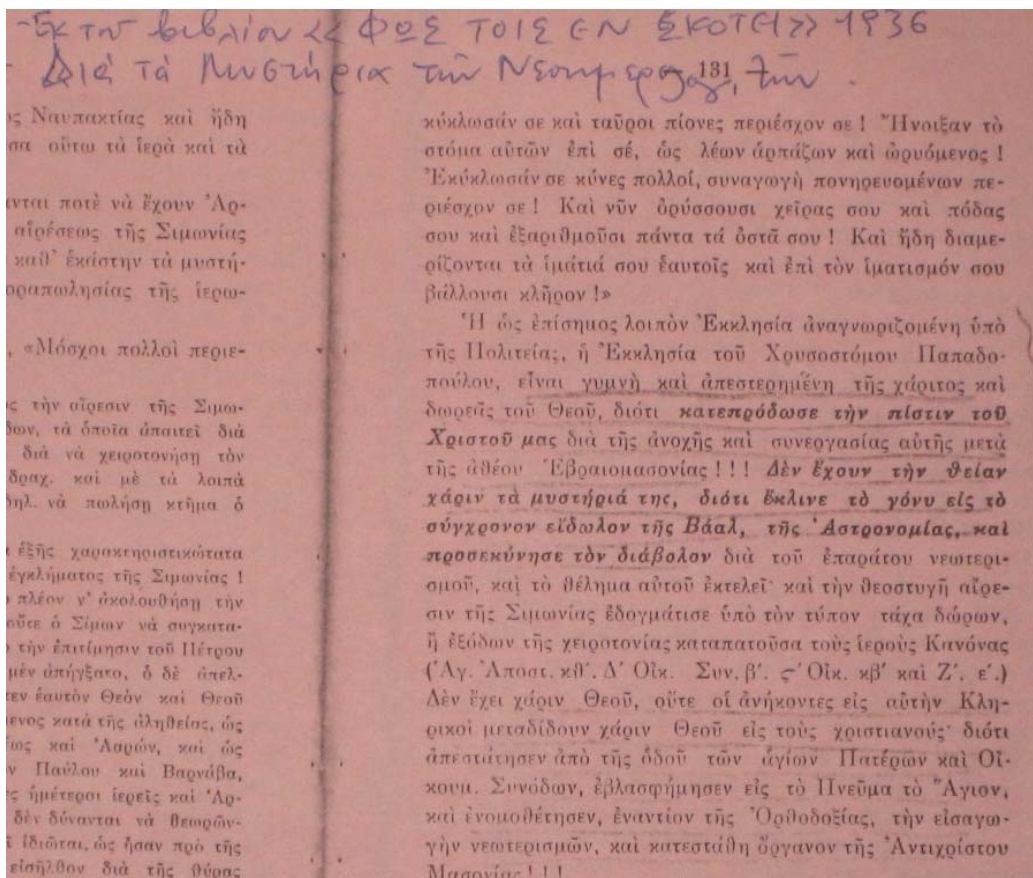 Ἐκ τοῦ βιβλίου << ΦΩΣ ΤΟΙΣ ΕΝ ΣΚΟΤΕΙ>> 1936
Διά τά Μυστήρια τῶν
131
ος Ναυπακτίας καὶ ἤδη
σα οὕτω τὰ ἱερὰ καὶ τὰ
νται ποτὲ νὰ ἔχουν Ἀρ-
αἱρέσεως τῆς Σιμωνίας
καθ' ἑκάστην τὰ μυστή-
οραπωλησίας τῆς ἱερω-
, «Μόσχοι πολλοὶ περιε-
ς τὴν αἵρεσιν τῆς Σιμω-
δων, τὰ ὁποῖα ἀπαιτεῖ διὰ
διὰ νὰ χειροτονήσῃ τὸν
δραχ. καὶ μὲ τὰ λοιπὰ
δηλ. νὰ πωλήσῃ κτῆμα ὁ
ἑξῆς χαρακτηριστικώτατα
ἐγκλήματος τῆς Σιμωνίας !
πλέον ν' ἀκολουθήσῃ τὴν
οὔτε ὁ Σίμων νὰ συγκατα-
τὴν ἐπιτίμησιν τοῦ Πέτρου
μὲν ἀπήγξατο, ὁ δὲ ἀπελ-
εν ἑαυτὸν Θεὸν καὶ Θεοῦ
ενος κατὰ τῆς ἀληθείας, ὡς
ως καὶ Ἀαρών, καὶ ὡς
ν Παύλου καὶ Βαρνάβα,
ς ἡμέτεροι ἱερεῖς καὶ Ἀρ-
δὲν δύνανται νὰ θεωρῶν-
ἰδιῶται, ὡς ἦσαν πρὸ τῆς
εἰσῆλθον διὰ τῆς θύρας
κύκλωσάν σε καὶ ταῦροι πίονες περιέσχον σε ! Ἤνοιξαν τὸ
στόμα αὐτῶν ἐπὶ σέ, ὡς λέων ἁρπάζων καὶ ὠρυόμενος !
Ἐκύκλωσάν σε κύνες πολλοί, συναγωγὴ πονηρευομένων πε-
ριέσχον σε ! Καὶ νῦν ὀρύσσουσι χεῖρας σου καὶ πόδας
σου καὶ ἐξαριθμοῦσι πάντα τά ὀστᾶ σου ! Καὶ ἤδη διαμε-
ρίζονται τὰ ἱμάτιά σου ἑαυτοῖς καὶ ἐπὶ τὸν ἱματισμόν σου
βάλλουσι κλῆρον !»
Ἡ ὡς ἐπίσημος λοιπὸν Ἐκκλησία ἀναγνωριζομένη ὑπὸ
τῆς Πολιτείας, ἡ Ἐκκλησία τοῦ Χρυσοστόμου Παπαδο-
πούλου, εἶναι γυμνὴ καὶ ἀπεστερημένη τῆς χάριτος καὶ
δωρεᾶς τοῦ Θεοῦ, διότι κατεπρόδωσε τὴν πίστιν τοῦ
Χριστοῦ μας διὰ τῆς ἀνοχῆς καὶ συνεργασίας αὐτῆς μετὰ
τῆς ἀθέου Ἑβραιομασονίας ! ! ! Δὲν ἔχουν τὴν θείαν
χάριν τὰ μυστήριά της, διότι ἔκλινε τὸ γόνυ εἰς τὸ
σύγχρονον εἴδωλον τῆς Βάαλ, τῆς Ἀστρονομίας, καὶ
προσεκύνησε τὸν διάβολον διὰ τοῦ ἐπαράτου νεωτερι-
σμοῦ, καὶ τὸ θέλημα αὐτοῦ ἐκτελεῖ· καὶ τὴν θεοστυγῆ αἵρε-
σιν τῆς Σιμωνίας ἐδογμάτισε ὑπὸ τὸν τύπον τάχα δώρων,
ἢ ἐξόδων τῆς χειροτονίας καταπατοῦσα τοὺς ἱεροὺς Κανόνας
(Ἁγ. Ἀποστ. κθ΄. Δ΄ Οἰκ. Συν. β΄. ς΄ Οἰκ. κβ΄ καὶ Ζ΄. ε΄.)
Δὲν ἔχει χάριν Θεοῦ, οὔτε οἱ ἀνήκοντες εἰς αὐτὴν Κλη-
ρικοὶ μεταδίδουν χάριν Θεοῦ εἰς τοὺς χριστιανούς· διότι
ἀπεστάτησεν ἀπὸ τῆς ὁδοῦ τῶν ἁγίων Πατέρων καὶ Οἰ-
κουμ. Συνόδων, ἐβλασφήμησεν εἰς τὸ Πνεῦμα τὸ Ἅγιον,
καὶ ἐνομοθέτησεν, ἐναντίον τῆς Ὀρθοδοξίας, τὴν εἰσαγω-
γὴν νεωτερισμῶν, καὶ κατεστάθη ὄργανον τῆς Ἀντιχρίστου
Μασονίας ! ! !